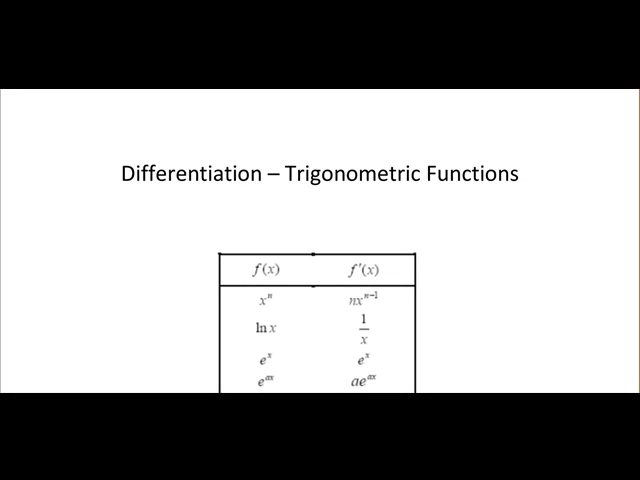 Differentiation – Trigonometric Functions
f(x) f'(x)
xⁿ nxⁿ⁻¹
ln x 1/x
eˣ eˣ
eᵃˣ aeᵃˣ